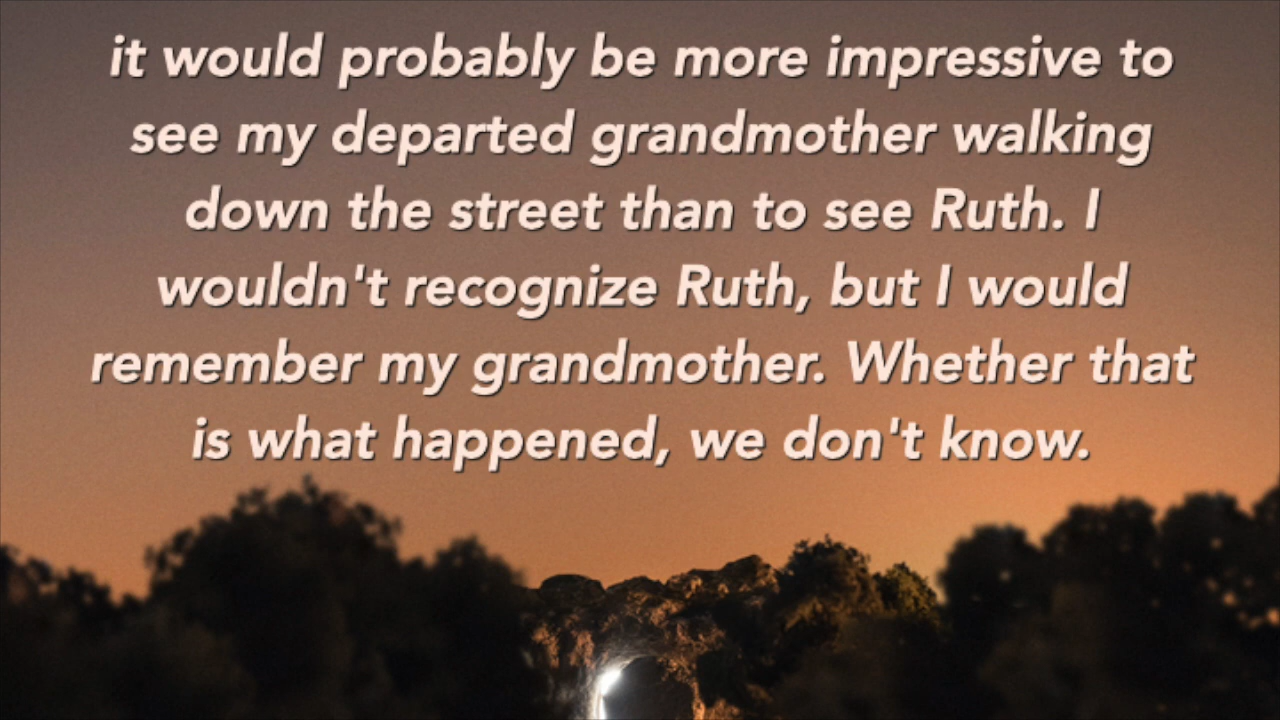 it would probably be more impressive to
see my departed grandmother walking
down the street than to see Ruth. I
wouldn't recognize Ruth, but I would
remember my grandmother. Whether that
is what happened, we don't know.